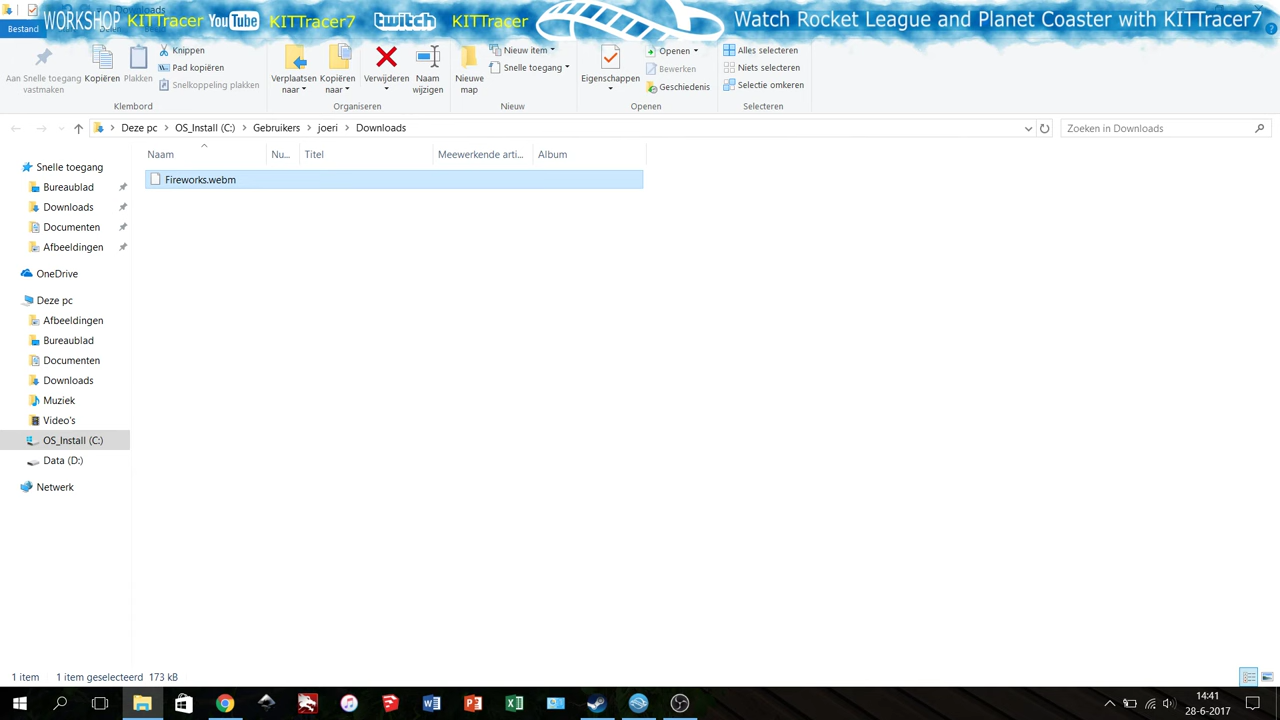 Downloads
WORKSHOP KITTracer YouTube KITTracer7 twitch KITTracer Watch Rocket League and Planet Coaster with KITTracer7
Bestand
Aan Snelle toegang vastmaken
Kopiëren
Plakken
Knippen
Pad kopiëren
Snelkoppeling plakken
Klembord
Verplaatsen naar
Kopiëren naar
Verwijderen
Naam wijzigen
Organiseren
Nieuwe map
Nieuw item
Snelle toegang
Nieuw
Eigenschappen
Openen
Bewerken
Geschiedenis
Openen
Alles selecteren
Niets selecteren
Selectie omkeren
Selecteren
Deze pc > OS_Install (C:) > Gebruikers > joeri > Downloads
Zoeken in Downloads
Naam Nu... Titel Meewerkende arti... Album
Fireworks.webm
Snelle toegang
Bureaublad
Downloads
Documenten
Afbeeldingen
OneDrive
Deze pc
Afbeeldingen
Bureaublad
Documenten
Downloads
Muziek
Video's
OS_Install (C:)
Data (D:)
Netwerk
1 item 1 item geselecteerd 173 kB
14:41
28-6-2017